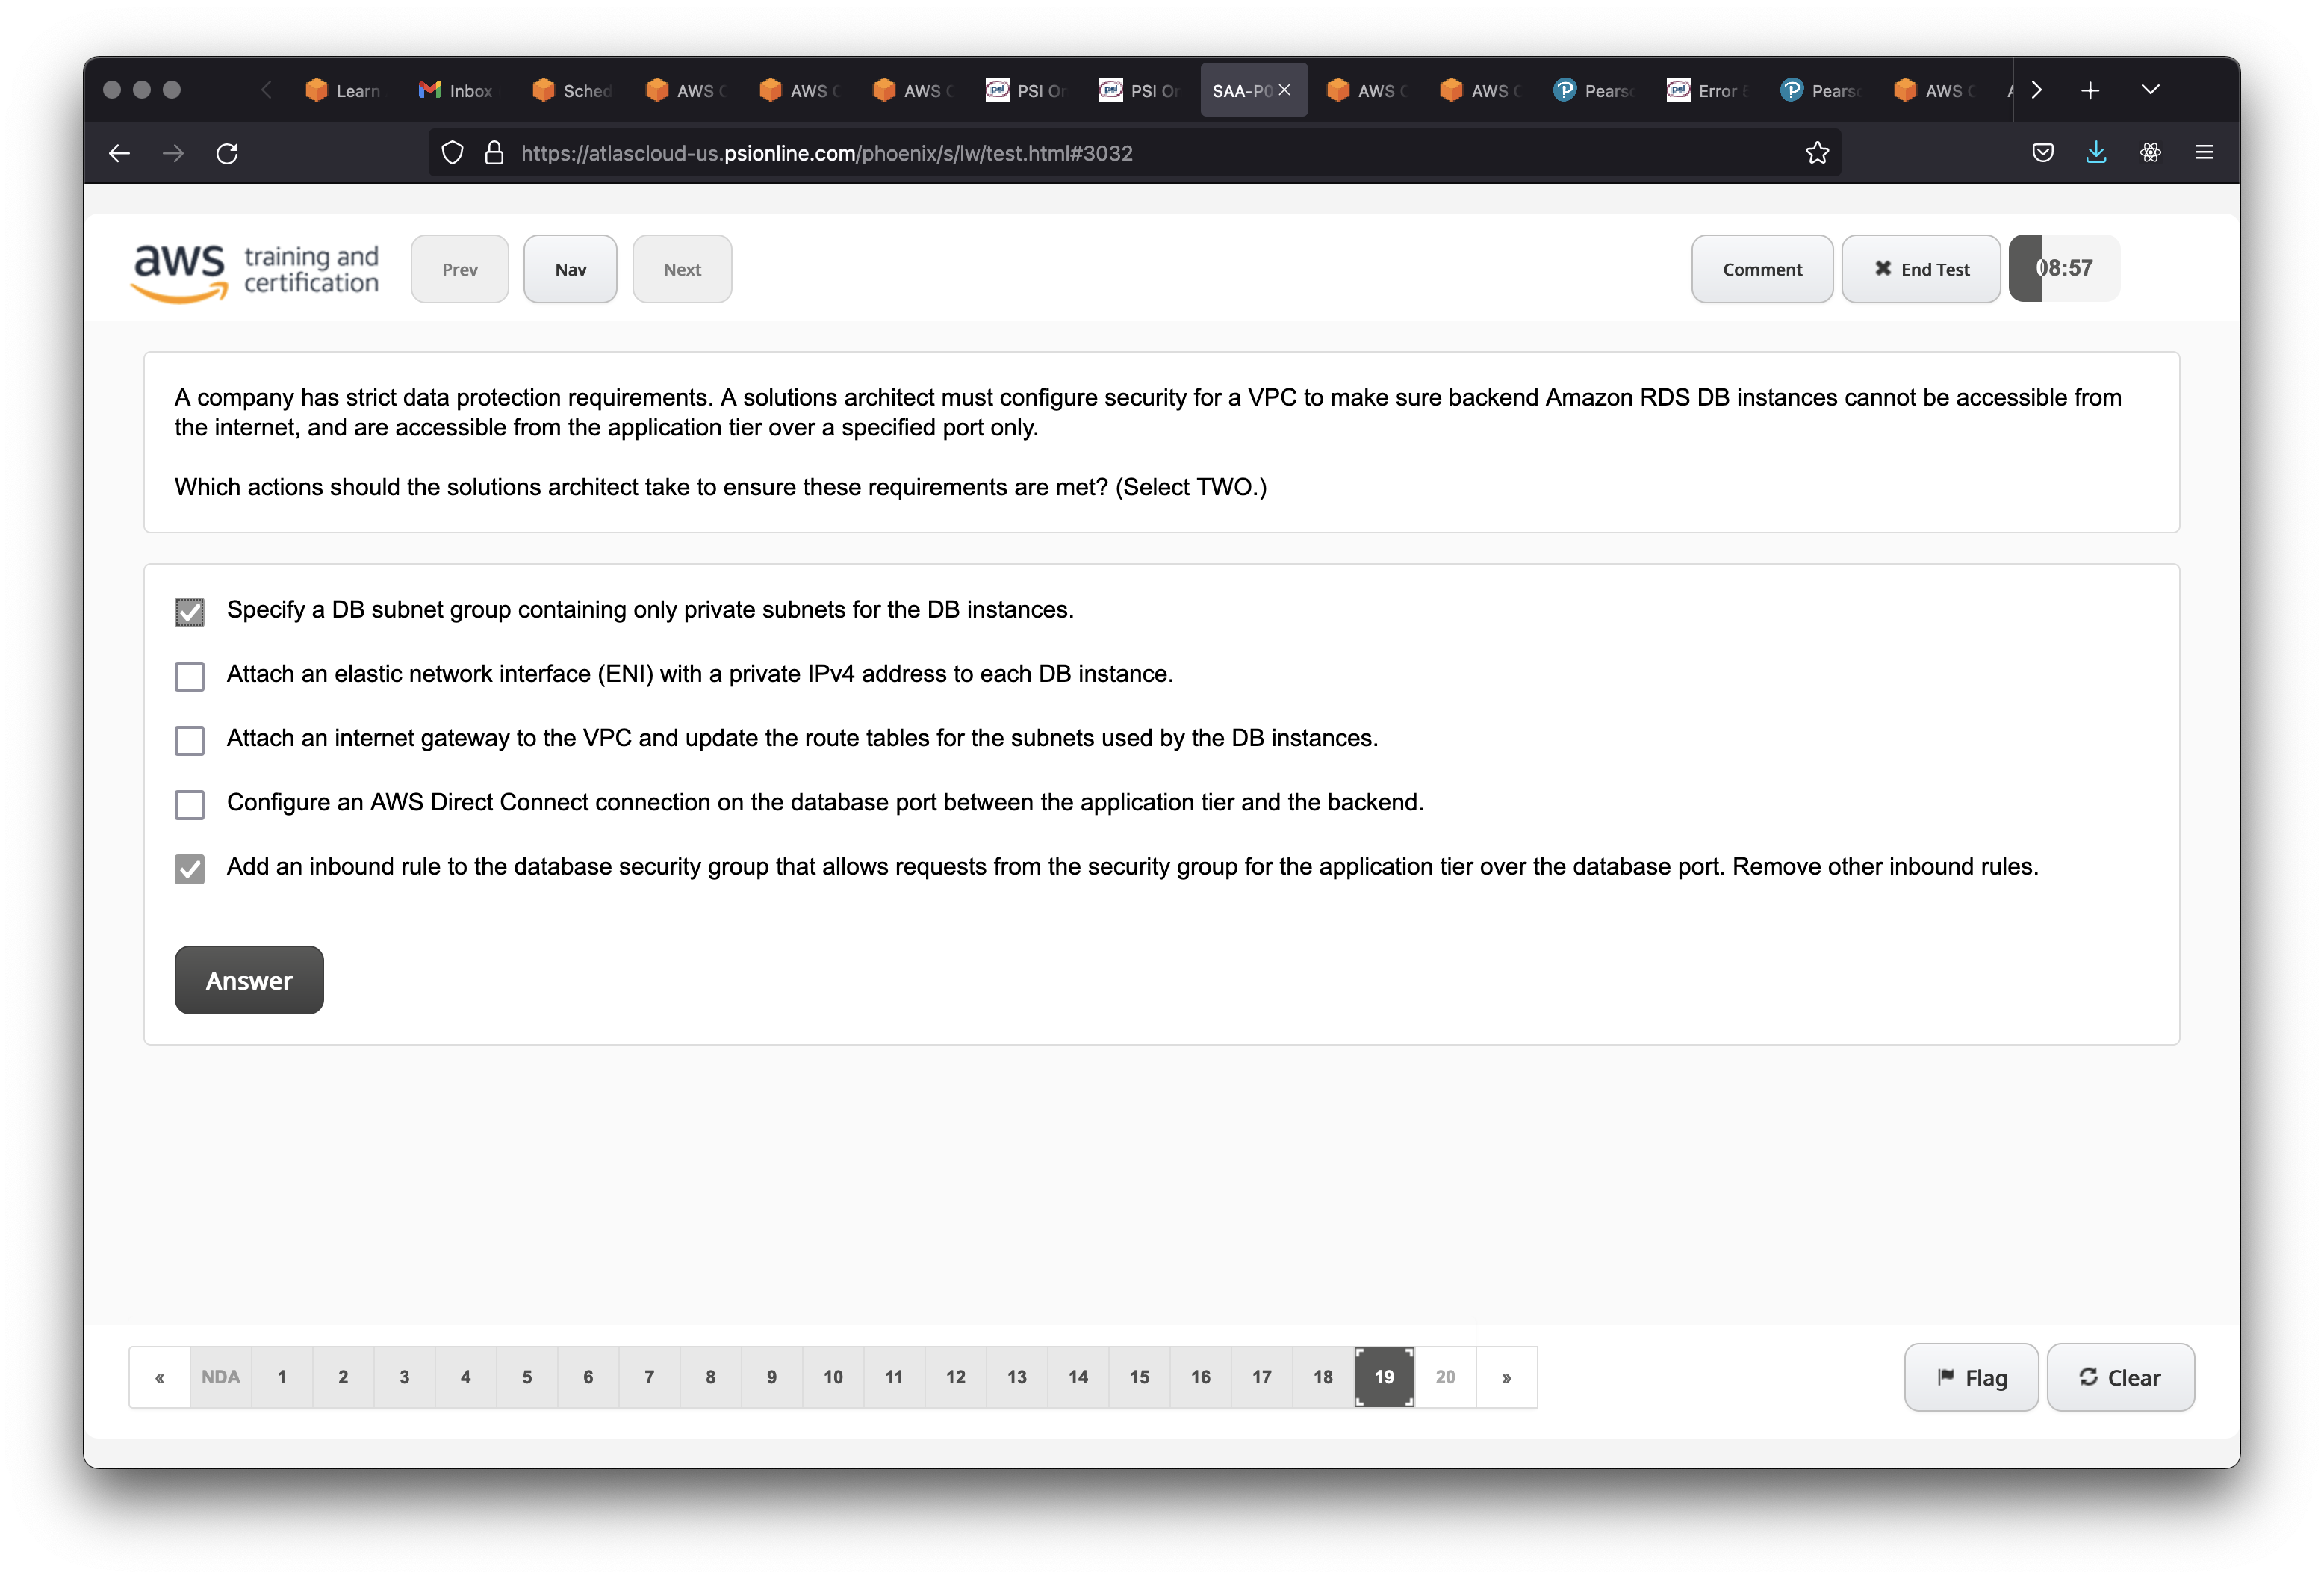 Learn
Inbox
Sched
AWS
AWS
AWS
PSI
PSI
SAA-P0
AWS
AWS
Pears
Error
Pears
AWS
https://atlascloud-us.psionline.com/phoenix/s/lw/test.html#3032
aws training and certification
Prev
Nav
Next
Comment
End Test
08:57
A company has strict data protection requirements. A solutions architect must configure security for a VPC to make sure backend Amazon RDS DB instances cannot be accessible from
the internet, and are accessible from the application tier over a specified port only.
Which actions should the solutions architect take to ensure these requirements are met? (Select TWO.)
Specify a DB subnet group containing only private subnets for the DB instances.
Attach an elastic network interface (ENI) with a private IPv4 address to each DB instance.
Attach an internet gateway to the VPC and update the route tables for the subnets used by the DB instances.
Configure an AWS Direct Connect connection on the database port between the application tier and the backend.
Add an inbound rule to the database security group that allows requests from the security group for the application tier over the database port. Remove other inbound rules.
Answer
« NDA 1 2 3 4 5 6 7 8 9 10 11 12 13 14 15 16 17 18 19 20 »
Flag
Clear